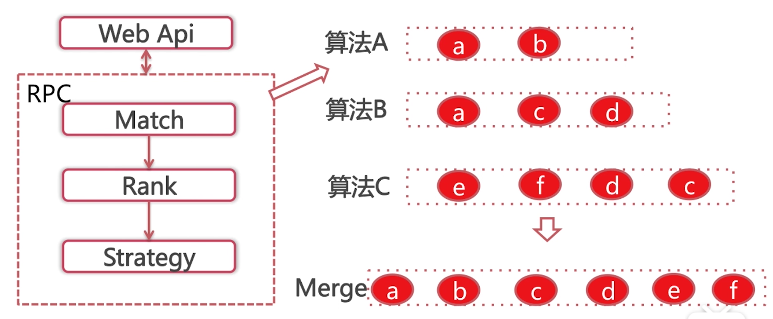 Web Api
RPC
Match
Rank
Strategy
算法A a b
算法B a c d
算法C e f d c
Merge a b c d e f